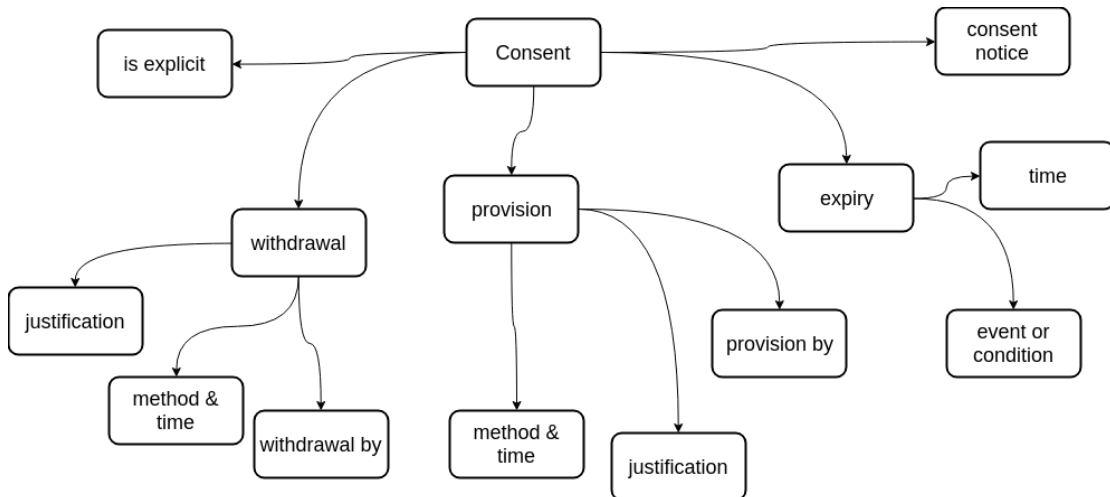 Consent
consent
notice
is explicit
time
expiry
provision
withdrawal
justification
provision by
event or
condition
method &
time
withdrawal by
method &
time
justification